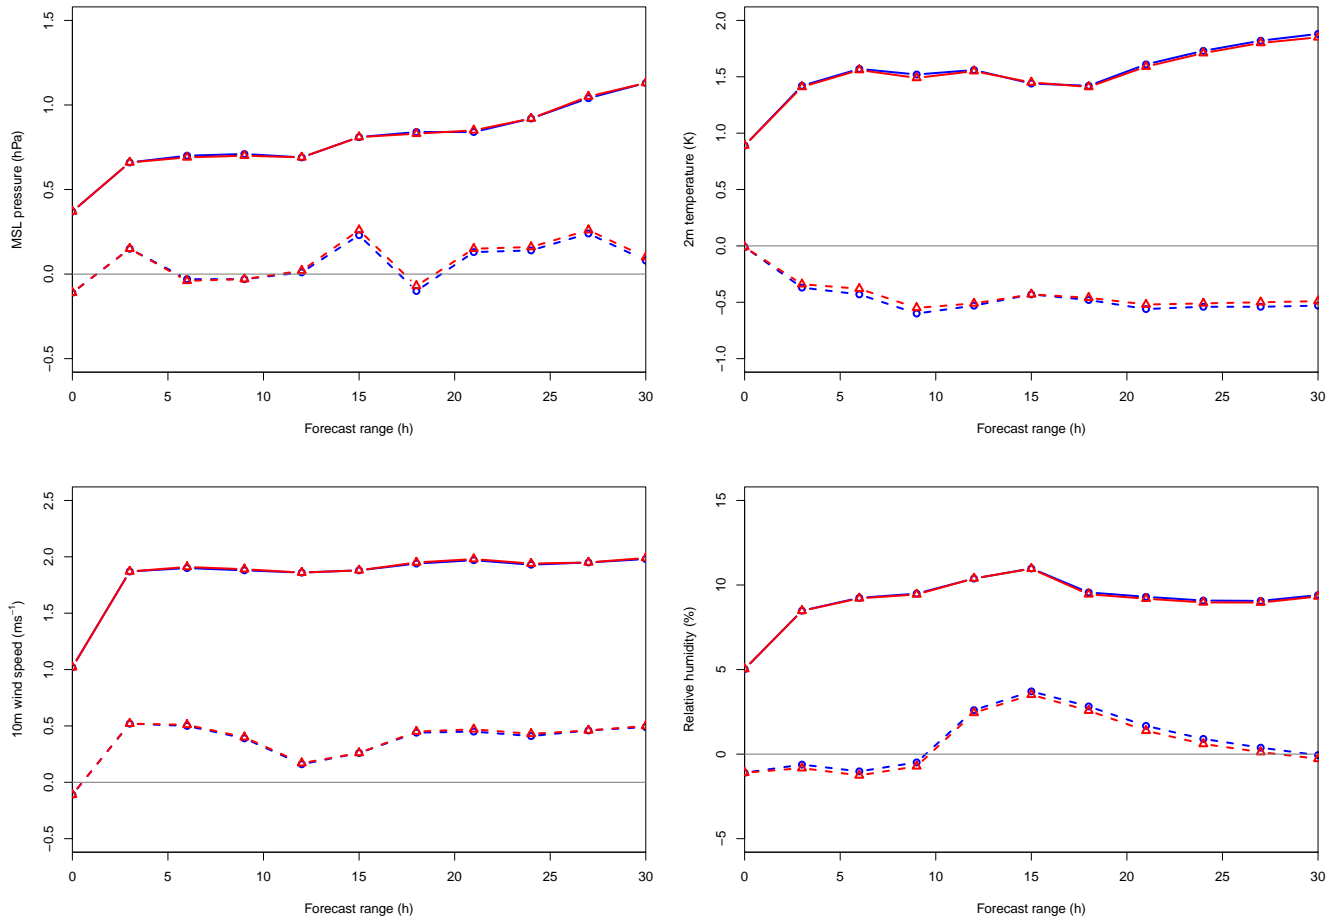 MSL pressure (hPa)
−0.5 0.0 0.5 1.0 1.5
0 5 10 15 20 25 30
Forecast range (h)
2m temperature (K)
−1.0 −0.5 0.0 0.5 1.0 1.5 2.0
0 5 10 15 20 25 30
Forecast range (h)
10m wind speed (ms⁻¹)
−0.5 0.0 0.5 1.0 1.5 2.0 2.5
0 5 10 15 20 25 30
Forecast range (h)
Relative humidity (%)
−5 0 5 10 15
0 5 10 15 20 25 30
Forecast range (h)